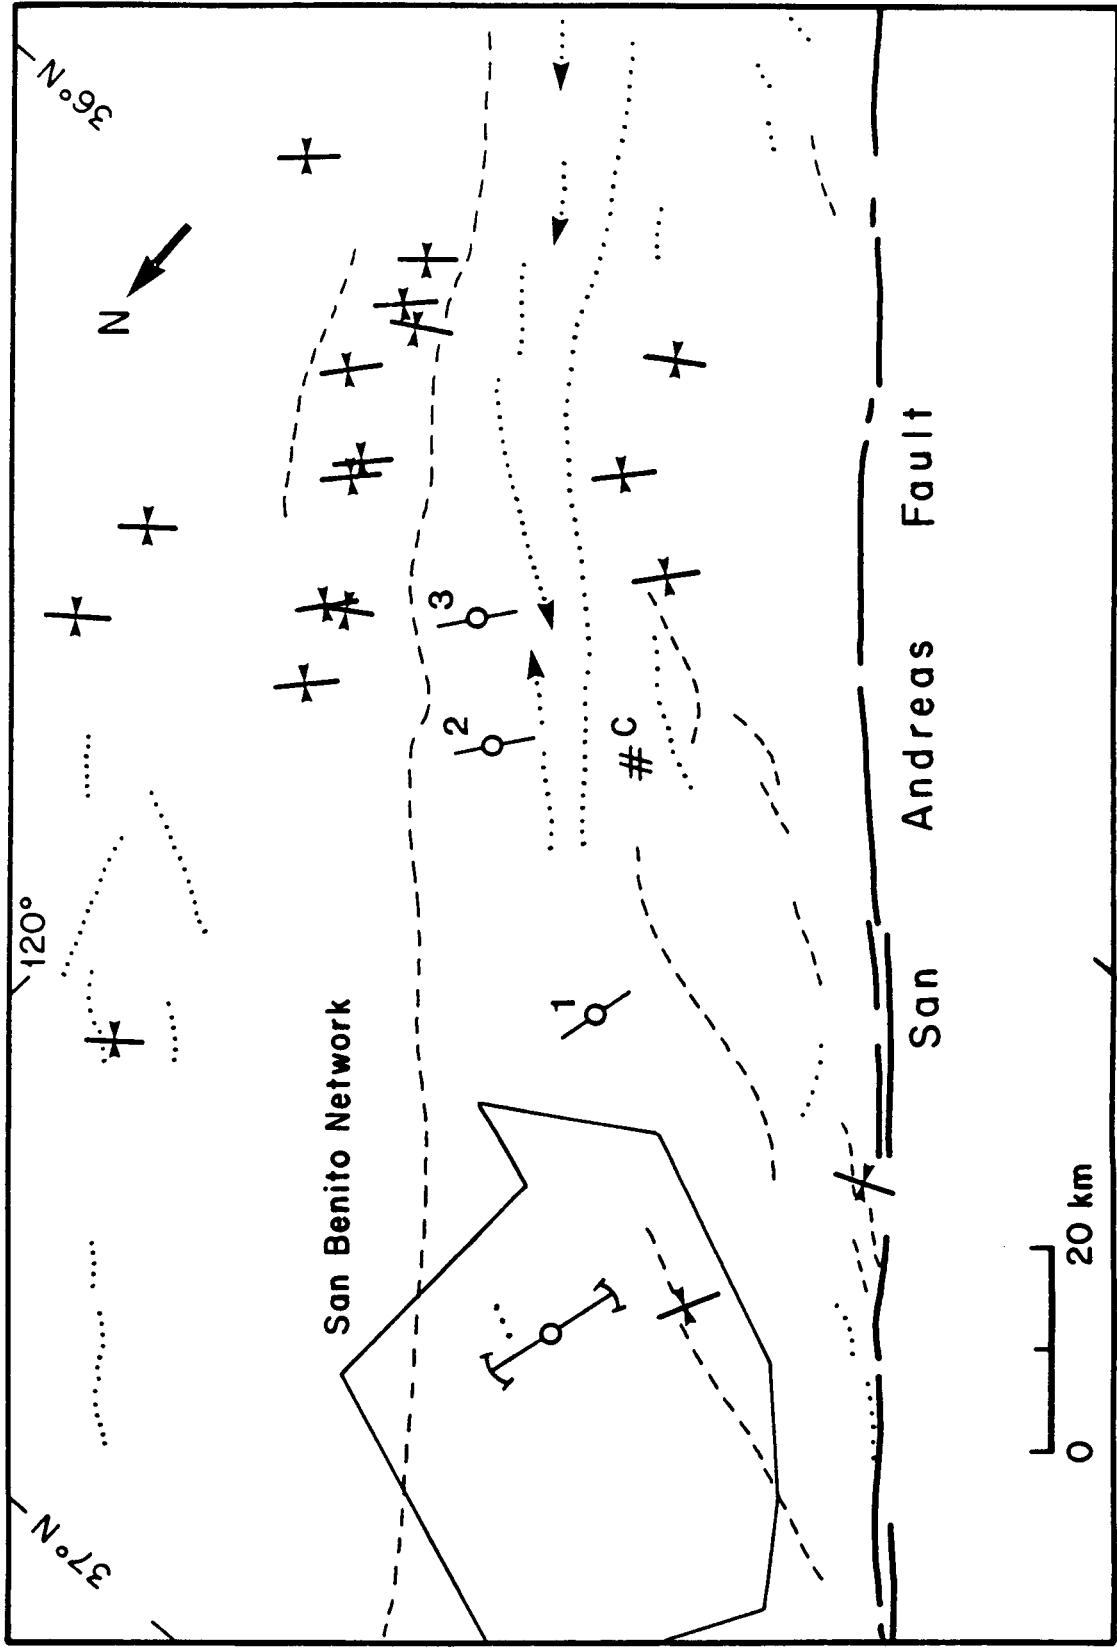 37°N
120°
36°N
N
San Benito Network
1
2
3
# C
San Andreas Fault
0 20 km